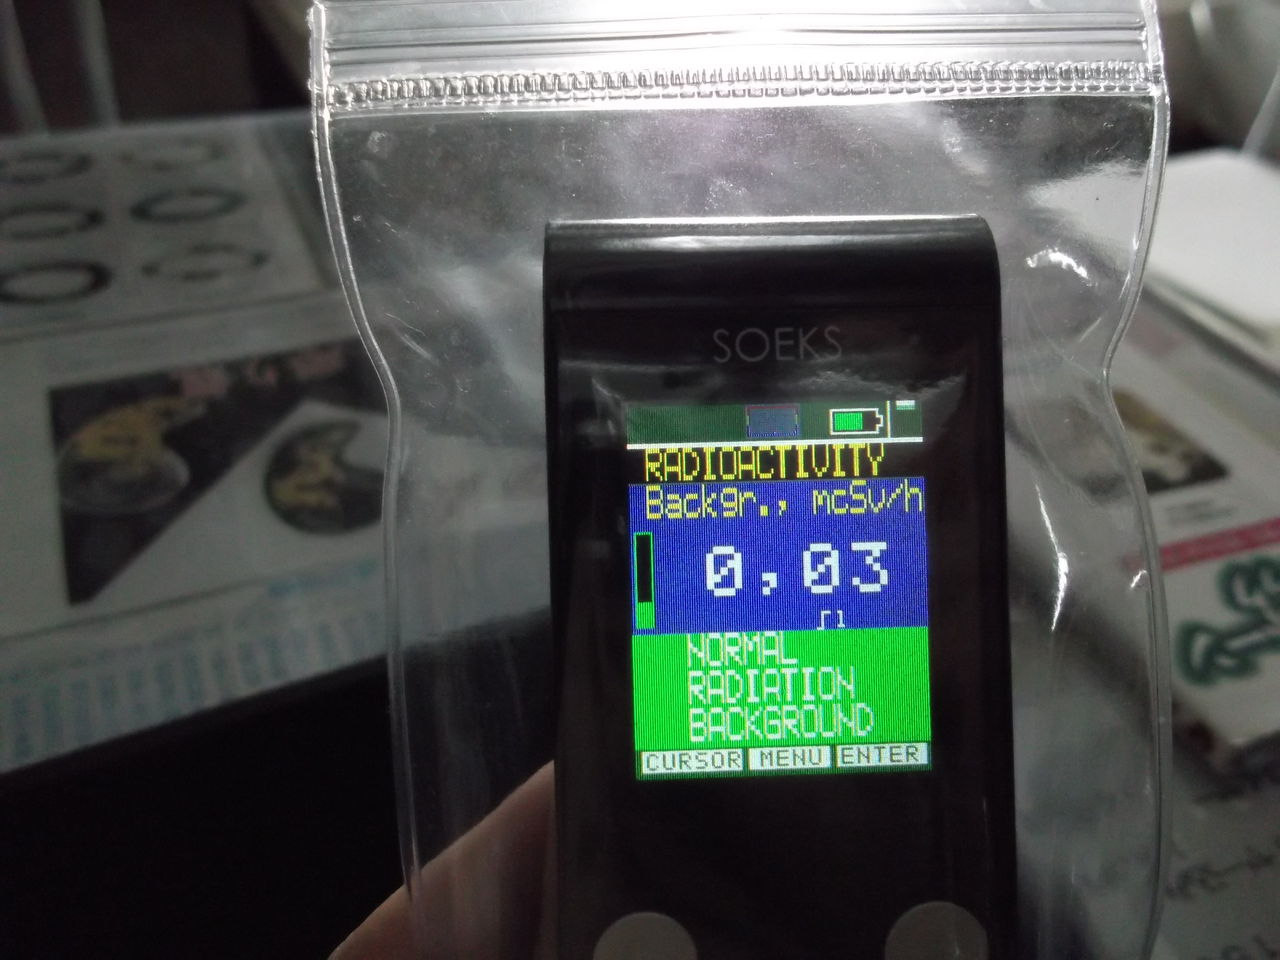 SOEKS
RADIOACTIVITY
Backgr., mcSv/h
0,03
NORMAL
RADIATION
BACKGROUND
CURSOR MENU ENTER